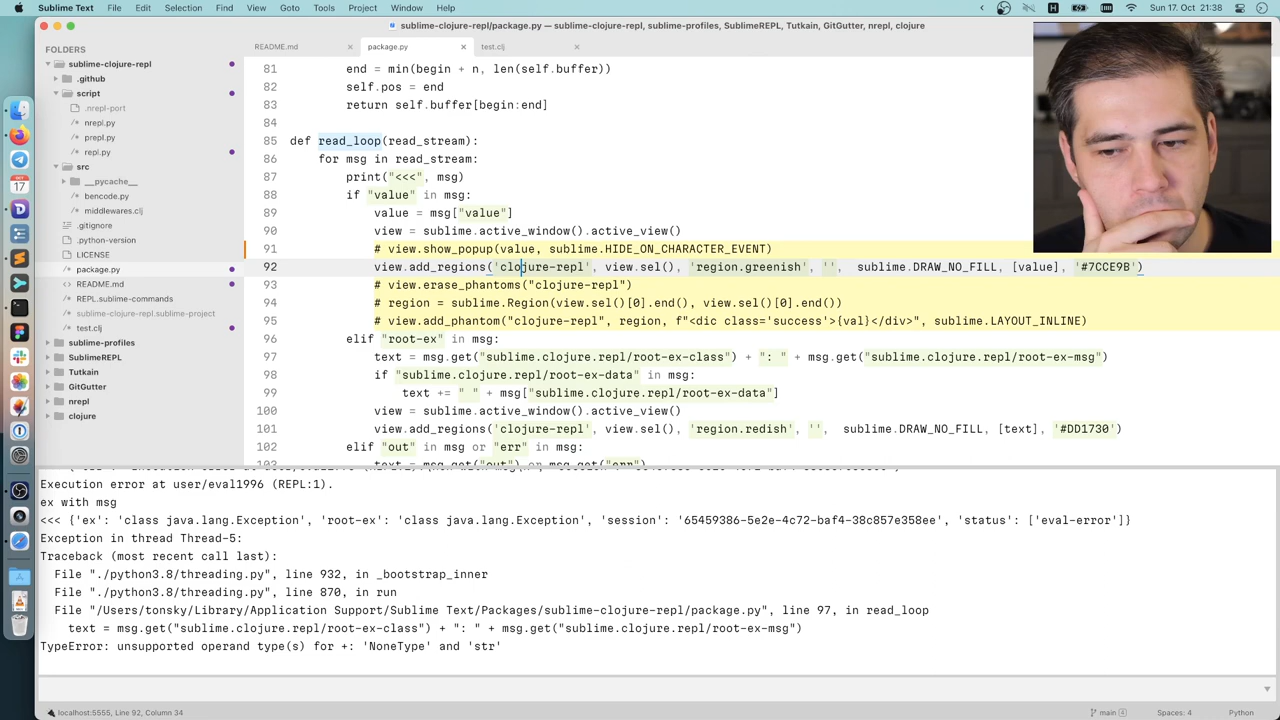 Sublime Text File Edit Selection Find View Goto Tools Project Window Help Sun 17. Oct 21:38
sublime-clojure-repl/package.py — sublime-clojure-repl, sublime-profiles, SublimeREPL, Tutkain, GitGutter, nrepl, clojure
FOLDERS
sublime-clojure-repl
.github
script
.nrepl-port
nrepl.py
prepl.py
repl.py
src
__pycache__
bencode.py
middlewares.clj
.gitignore
.python-version
LICENSE
package.py
README.md
REPL.sublime-commands
sublime-clojure-repl.sublime-project
test.clj
sublime-profiles
SublimeREPL
Tutkain
GitGutter
nrepl
clojure
README.md × package.py × test.clj ×
81 end = min(begin + n, len(self.buffer))
82 self.pos = end
83 return self.buffer[begin:end]
84
85 def read_loop(read_stream):
86 for msg in read_stream:
87 print("<<<", msg)
88 if "value" in msg:
89 value = msg["value"]
90 view = sublime.active_window().active_view()
91 # view.show_popup(value, sublime.HIDE_ON_CHARACTER_EVENT)
92 view.add_regions('clojure-repl', view.sel(), 'region.greenish', '', sublime.DRAW_NO_FILL, [value], '#7CCE9B')
93 # view.erase_phantoms("clojure-repl")
94 # region = sublime.Region(view.sel()[0].end(), view.sel()[0].end())
95 # view.add_phantom("clojure-repl", region, f"<dic class='success'>{val}</div>", sublime.LAYOUT_INLINE)
96 elif "root-ex" in msg:
97 text = msg.get("sublime.clojure.repl/root-ex-class") + ": " + msg.get("sublime.clojure.repl/root-ex-msg")
98 if "sublime.clojure.repl/root-ex-data" in msg:
99 text += " " + msg["sublime.clojure.repl/root-ex-data"]
100 view = sublime.active_window().active_view()
101 view.add_regions('clojure-repl', view.sel(), 'region.redish', '', sublime.DRAW_NO_FILL, [text], '#DD1730')
102 elif "out" in msg or "err" in msg:
Execution error at user/eval1996 (REPL:1).
ex with msg
<<< {'ex': 'class java.lang.Exception', 'root-ex': 'class java.lang.Exception', 'session': '65459386-5e2e-4c72-baf4-38c857e358ee', 'status': ['eval-error']}
Exception in thread Thread-5:
Traceback (most recent call last):
File "./python3.8/threading.py", line 932, in _bootstrap_inner
File "./python3.8/threading.py", line 870, in run
File "/Users/tonsky/Library/Application Support/Sublime Text/Packages/sublime-clojure-repl/package.py", line 97, in read_loop
text = msg.get("sublime.clojure.repl/root-ex-class") + ": " + msg.get("sublime.clojure.repl/root-ex-msg")
TypeError: unsupported operand type(s) for +: 'NoneType' and 'str'
localhost:5555, Line 92, Column 34 main 4 Spaces: 4 Python